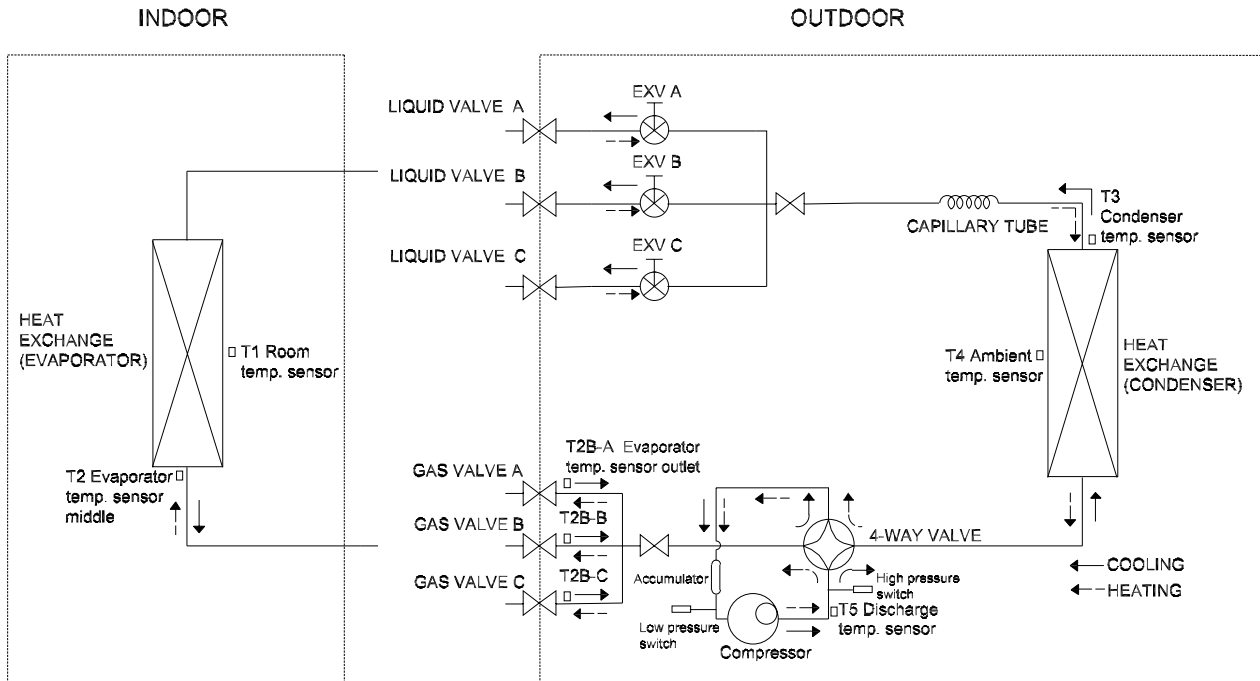 INDOOR
OUTDOOR
LIQUID VALVE A
EXV A
LIQUID VALVE B
EXV B
LIQUID VALVE C
EXV C
CAPILLARY TUBE
T3
Condenser
temp. sensor
HEAT
EXCHANGE
(EVAPORATOR)
T1 Room
temp. sensor
T4 Ambient
temp. sensor
HEAT
EXCHANGE
(CONDENSER)
T2 Evaporator
temp. sensor
middle
GAS VALVE A
T2B-A Evaporator
temp. sensor outlet
GAS VALVE B
T2B-B
GAS VALVE C
T2B-C
4-WAY VALVE
Accumulator
High pressure
switch
Low pressure
switch
T5 Discharge
temp. sensor
Compressor
COOLING
HEATING